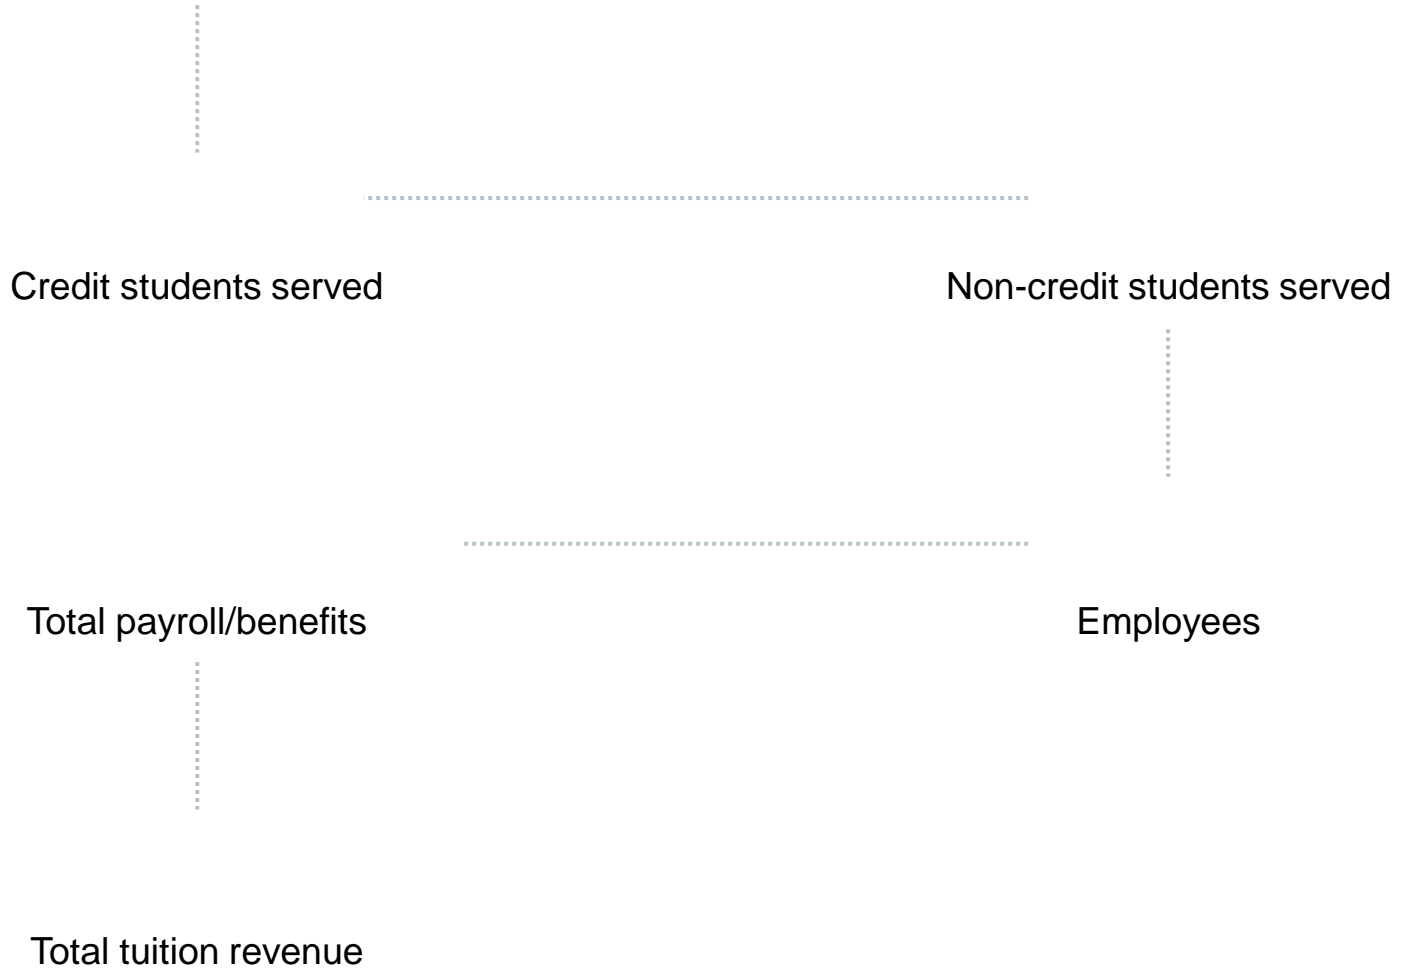 Credit students served
Non-credit students served
Total payroll/benefits
Employees
Total tuition revenue